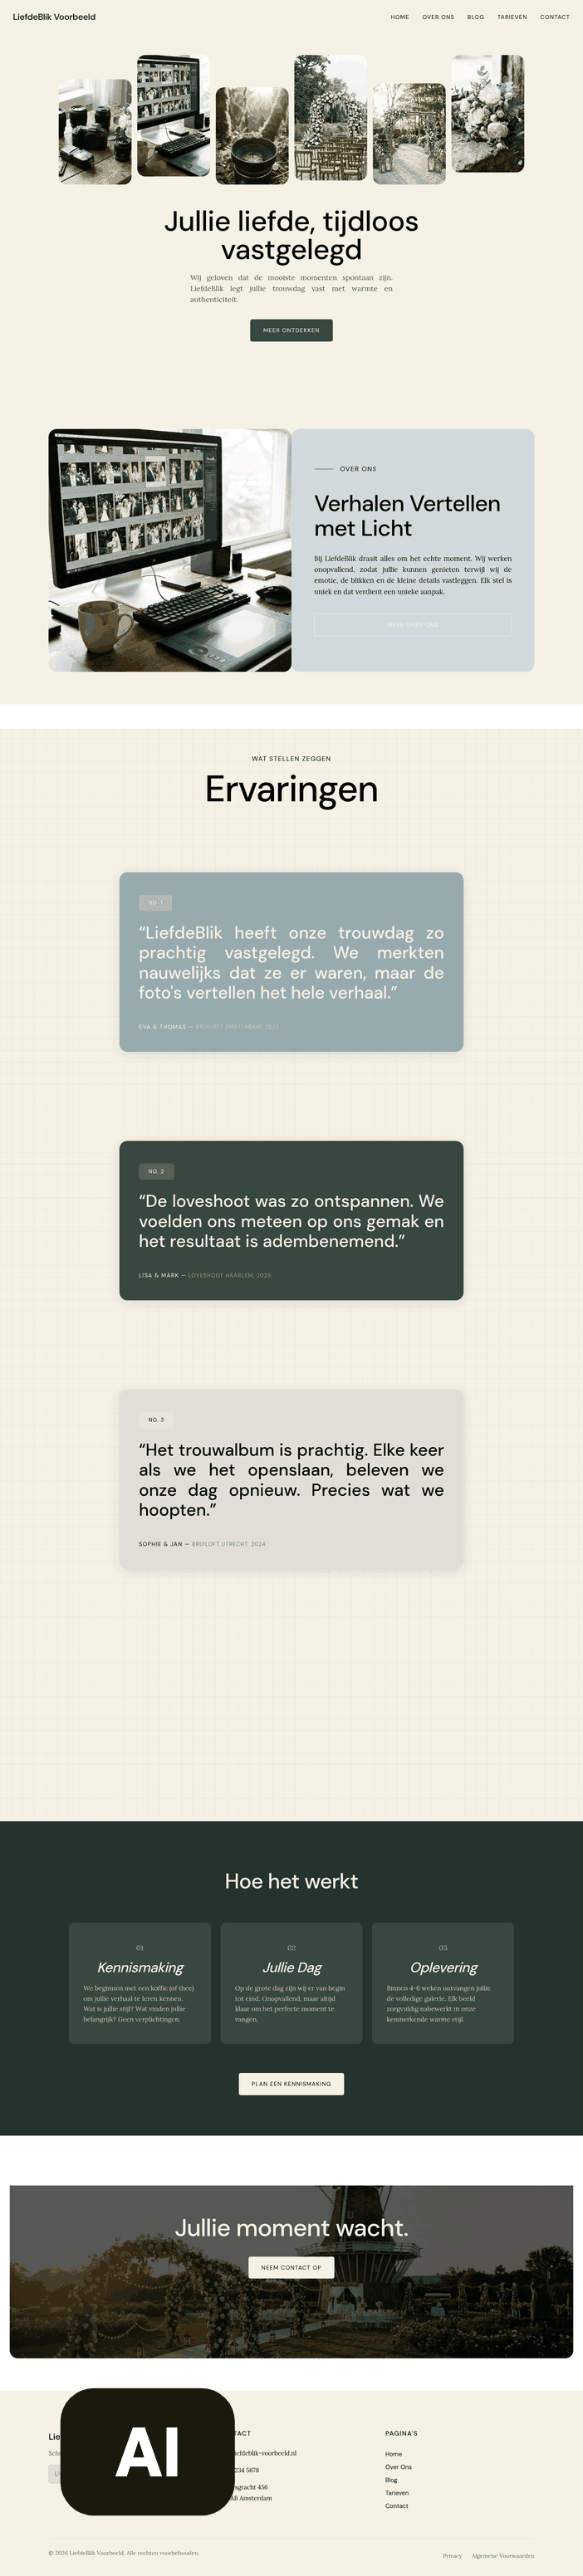 LiefdeBlik Voorbeeld
HOME OVER ONS BLOG TARIEVEN CONTACT
Jullie liefde, tijdloos
vastgelegd
Wij geloven dat de mooiste momenten spontaan zijn.
LiefdeBlik legt jullie trouwdag vast met warmte en
authenticiteit.
MEER ONTDEKKEN
OVER ONS
Verhalen Vertellen
met Licht
Bij LiefdeBlik draait alles om het echte moment. Wij werken
onopvallend, zodat jullie kunnen genieten terwijl wij de
emotie, de blikken en de kleine details vastleggen. Elk stel is
uniek en dat verdient een unieke aanpak.
MEER OVER ONS
WAT STELLEN ZEGGEN
Ervaringen
NO. 1
“LiefdeBlik heeft onze trouwdag zo
prachtig vastgelegd. We merkten
nauwelijks dat ze er waren, maar de
foto's vertellen het hele verhaal.”
EVA & THOMAS — BRUILOFT AMSTERDAM, 2023
NO. 2
“De loveshoot was zo ontspannen. We
voelden ons meteen op ons gemak en
het resultaat is adembenemend.”
LISA & MARK — LOVESHOOT HAARLEM, 2023
NO. 3
“Het trouwalbum is prachtig. Elke keer
als we het openslaan, beleven we
onze dag opnieuw. Precies wat we
hoopten.”
SOPHIE & JAN — BRUILOFT UTRECHT, 2024
Hoe het werkt
01
Kennismaking
We beginnen met een koffie (of thee)
om jullie verhaal te leren kennen.
Wat is jullie stijl? Wat vinden jullie
belangrijk? Geen verplichtingen.
02
Jullie Dag
Op de grote dag zijn wij er van begin
tot eind. Onopvallend, maar altijd
klaar om het perfecte moment te
vangen.
03
Oplevering
Binnen 4-6 weken ontvangen jullie
de volledige galerie. Elk beeld
zorgvuldig nabewerkt in onze
kenmerkende warme stijl.
PLAN EEN KENNISMAKING
Jullie moment wacht.
NEEM CONTACT OP
AI
TACT
iefdeblik-voorbeeld.nl
234 5678
rsgracht 456
AB Amsterdam
PAGINA'S
Home
Over Ons
Blog
Tarieven
Contact
© 2026 LiefdeBlik Voorbeeld. Alle rechten voorbehouden.
Privacy Algemene Voorwaarden